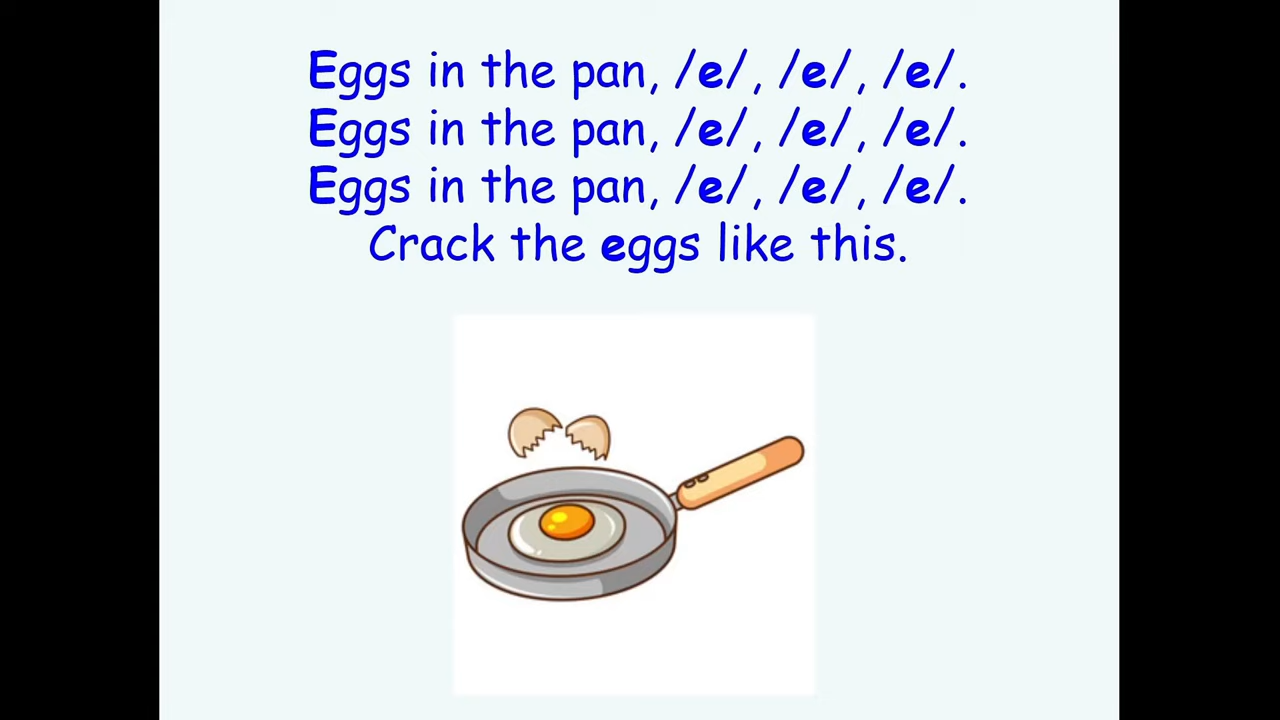 Eggs in the pan, /e/, /e/, /e/.
Eggs in the pan, /e/, /e/, /e/.
Eggs in the pan, /e/, /e/, /e/.
Crack the eggs like this.